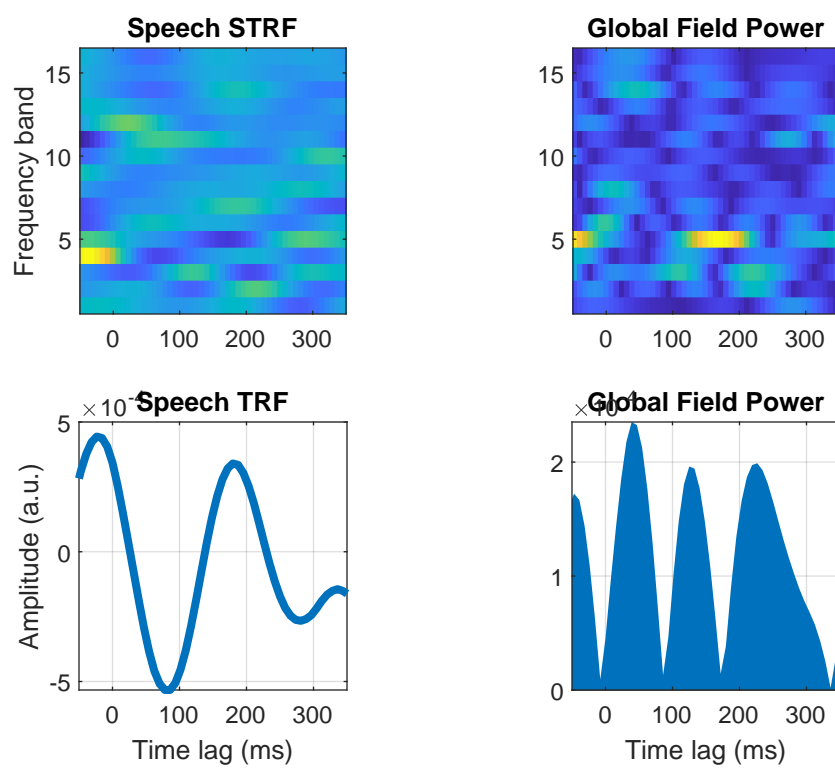 Speech STRF
15
10
5
Frequency band
0 100 200 300
Global Field Power
15
10
5
0 100 200 300
Speech TRF
× 10⁻⁴
5
0
-5
Amplitude (a.u.)
0 100 200 300
Time lag (ms)
Global Field Power
2
1
0
0 100 200 300
Time lag (ms)